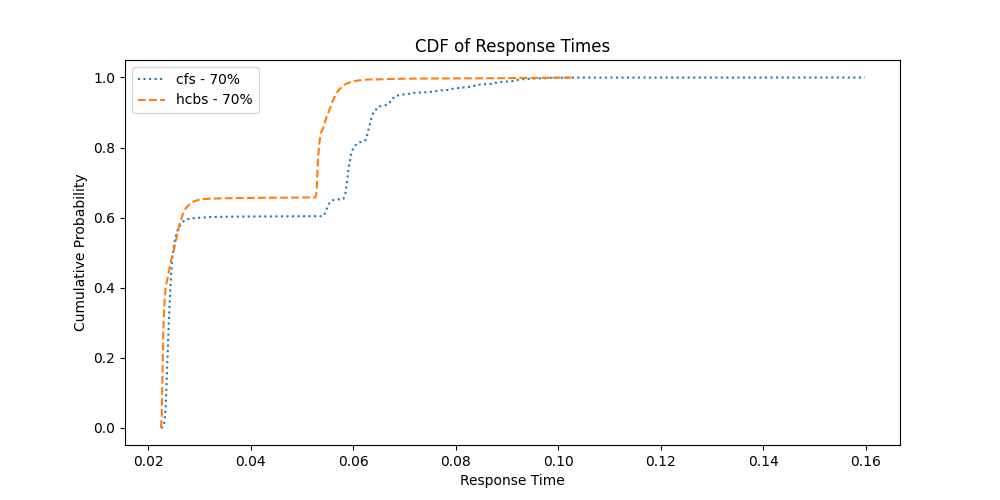 CDF of Response Times
cfs - 70%
hcbs - 70%
Cumulative Probability
1.0
0.8
0.6
0.4
0.2
0.0
0.02 0.04 0.06 0.08 0.10 0.12 0.14 0.16
Response Time